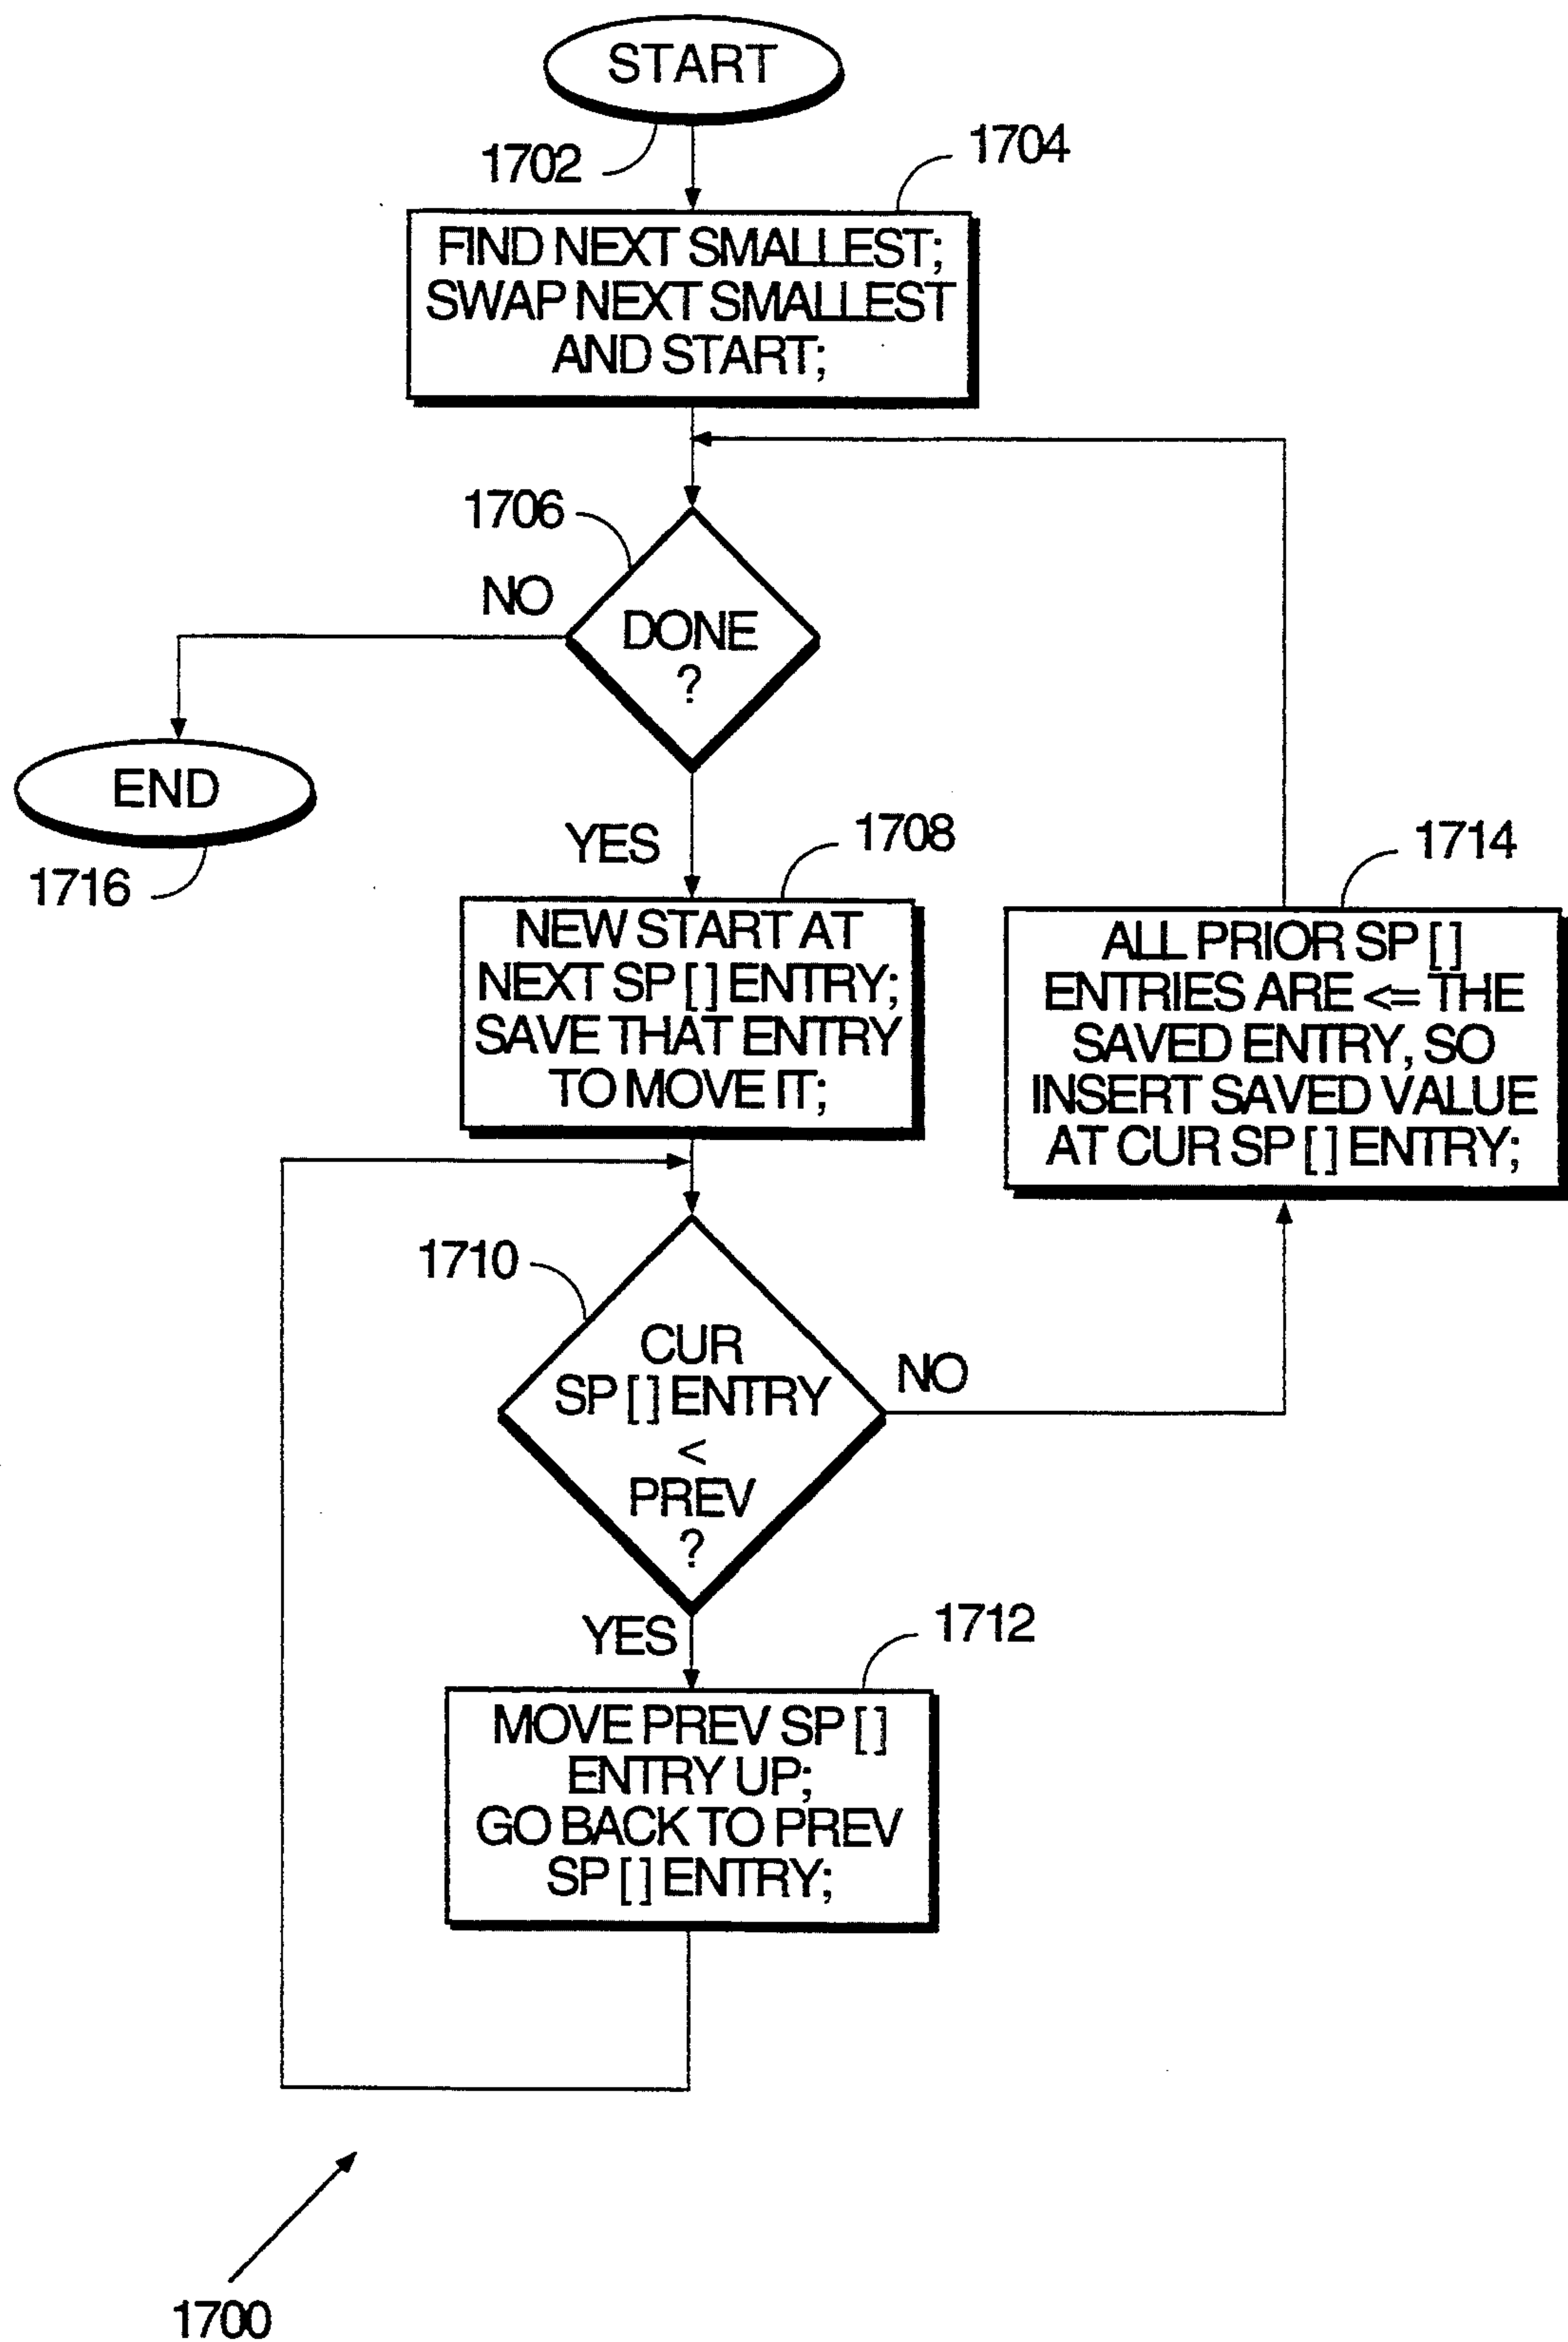 START
1702
1704
FIND NEXT SMALLEST;
SWAP NEXT SMALLEST
AND START;
1706
NO
DONE
?
END
1716
YES
1708
NEW START AT
NEXT SP [ ] ENTRY;
SAVE THAT ENTRY
TO MOVE IT;
1714
ALL PRIOR SP [ ]
ENTRIES ARE <= THE
SAVED ENTRY, SO
INSERT SAVED VALUE
AT CUR SP [ ] ENTRY;
1710
CUR
SP [ ] ENTRY
<
PREV
?
NO
YES
1712
MOVE PREV SP [ ]
ENTRY UP;
GO BACK TO PREV
SP [ ] ENTRY;
1700